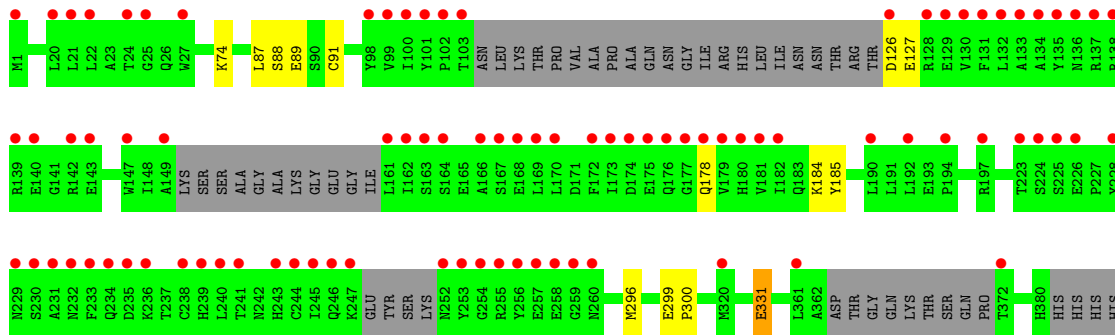 M1 L20 L21 L22 A23 T24 G25 Q26 W27 K74 L87 S88 E89 S90 C91 Y98 V99 I100 Y101 P102 T103 ASN LEU LYS THR PRO VAL ALA PRO ALA GLN ASN GLY ILE ARG HIS LEU ILE ASN ASN THR ARG THR D126 E127 R128 E129 V130 F131 L132 A133 A134 Y135 N136 R137
R139 E140 G141 R142 E143 W147 I148 A149 LYS SER SER ALA GLY ALA LYS GLY GLU GLY ILE L161 I162 S163 S164 E165 A166 S167 E168 L169 L170 D171 F172 I173 D174 E175 Q176 G177 Q178 V179 H180 V181 I182 Q183 K184 Y185 L190 L191 L192 E193 P194 R197 T223 S224 S225 E226 P227
N229 S230 A231 N232 F233 Q234 D235 K236 T237 C238 H239 L240 T241 N242 H243 C244 I245 Q246 K247 GLU TYR SER LYS N252 Y253 G254 R255 Y256 E257 E258 G259 N260 M296 E299 P300 M320 E331 L361 A362 ASP THR GLY GLN LYS THR SER GLN PRO T372 H380 HIS HIS HIS